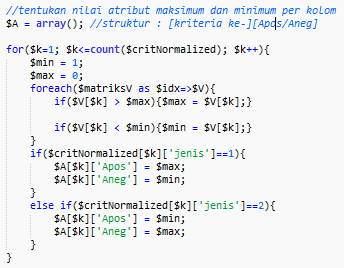 //tentukan nilai atribut maksimum dan minimum per kolom
$A = array(); //struktur : [kriteria ke-][Apos/Aneg]
for($k=1; $k<=count($critNormalized); $k++){
$min = 1;
$max = 0;
foreach($matriksV as $idx=>$V){
if($V[$k] > $max){$max = $V[$k];}
if($V[$k] < $min){$min = $V[$k];}
}
if($critNormalized[$k]['jenis']==1){
$A[$k]['Apos'] = $max;
$A[$k]['Aneg'] = $min;
}
else if($critNormalized[$k]['jenis']==2){
$A[$k]['Apos'] = $min;
$A[$k]['Aneg'] = $max;
}
}